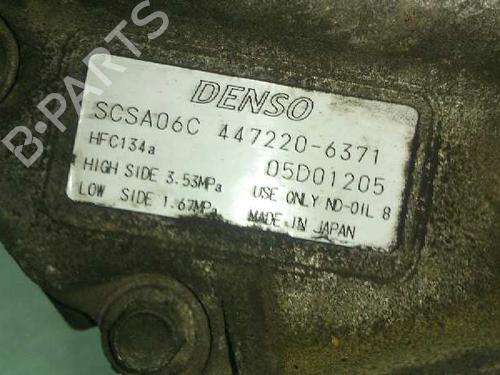 B·PARTS
DENSO
SCSA06C 447220-6371
HFC134a 05D01205
HIGH SIDE 3.53MPa USE ONLY ND-OIL 8
LOW SIDE 1.67MPa MADE IN JAPAN